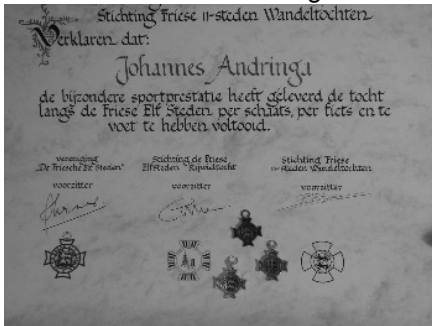 Stichting Friese 11-steden Wandeltochten
Verklaren dat:
Johannes Andringa
de bijzondere sportprestatie heeft geleverd de tocht
langs de Friese Elf Steden per schaats, per fiets en te
voet te hebben voltooid.
vereniging
"De Friesche Elf Steden"
voorzitter
Stichting de Friese
Elf Steden Rijwieltocht
voorzitter
Stichting Friese
11-steden Wandeltochten
voorzitter